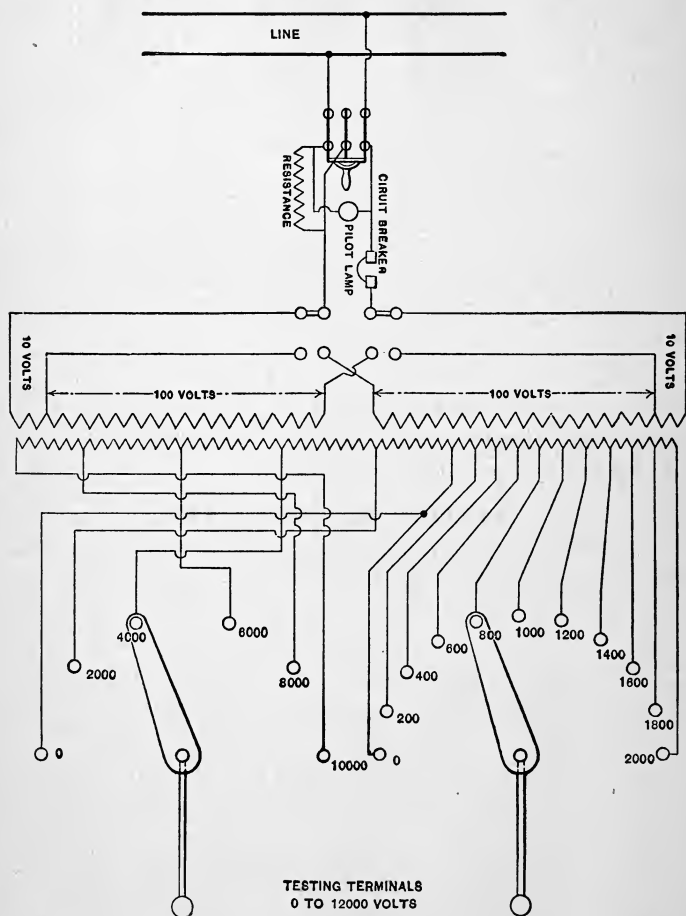 LINE
RESISTANCE
PILOT LAMP
CIRUIT BREAKER
10 VOLTS
100 VOLTS
100 VOLTS
10 VOLTS
4000
6000
2000
8000
0
10000
0
200
400
600
800
1000
1200
1400
1600
1800
2000
TESTING TERMINALS
0 TO 12000 VOLTS